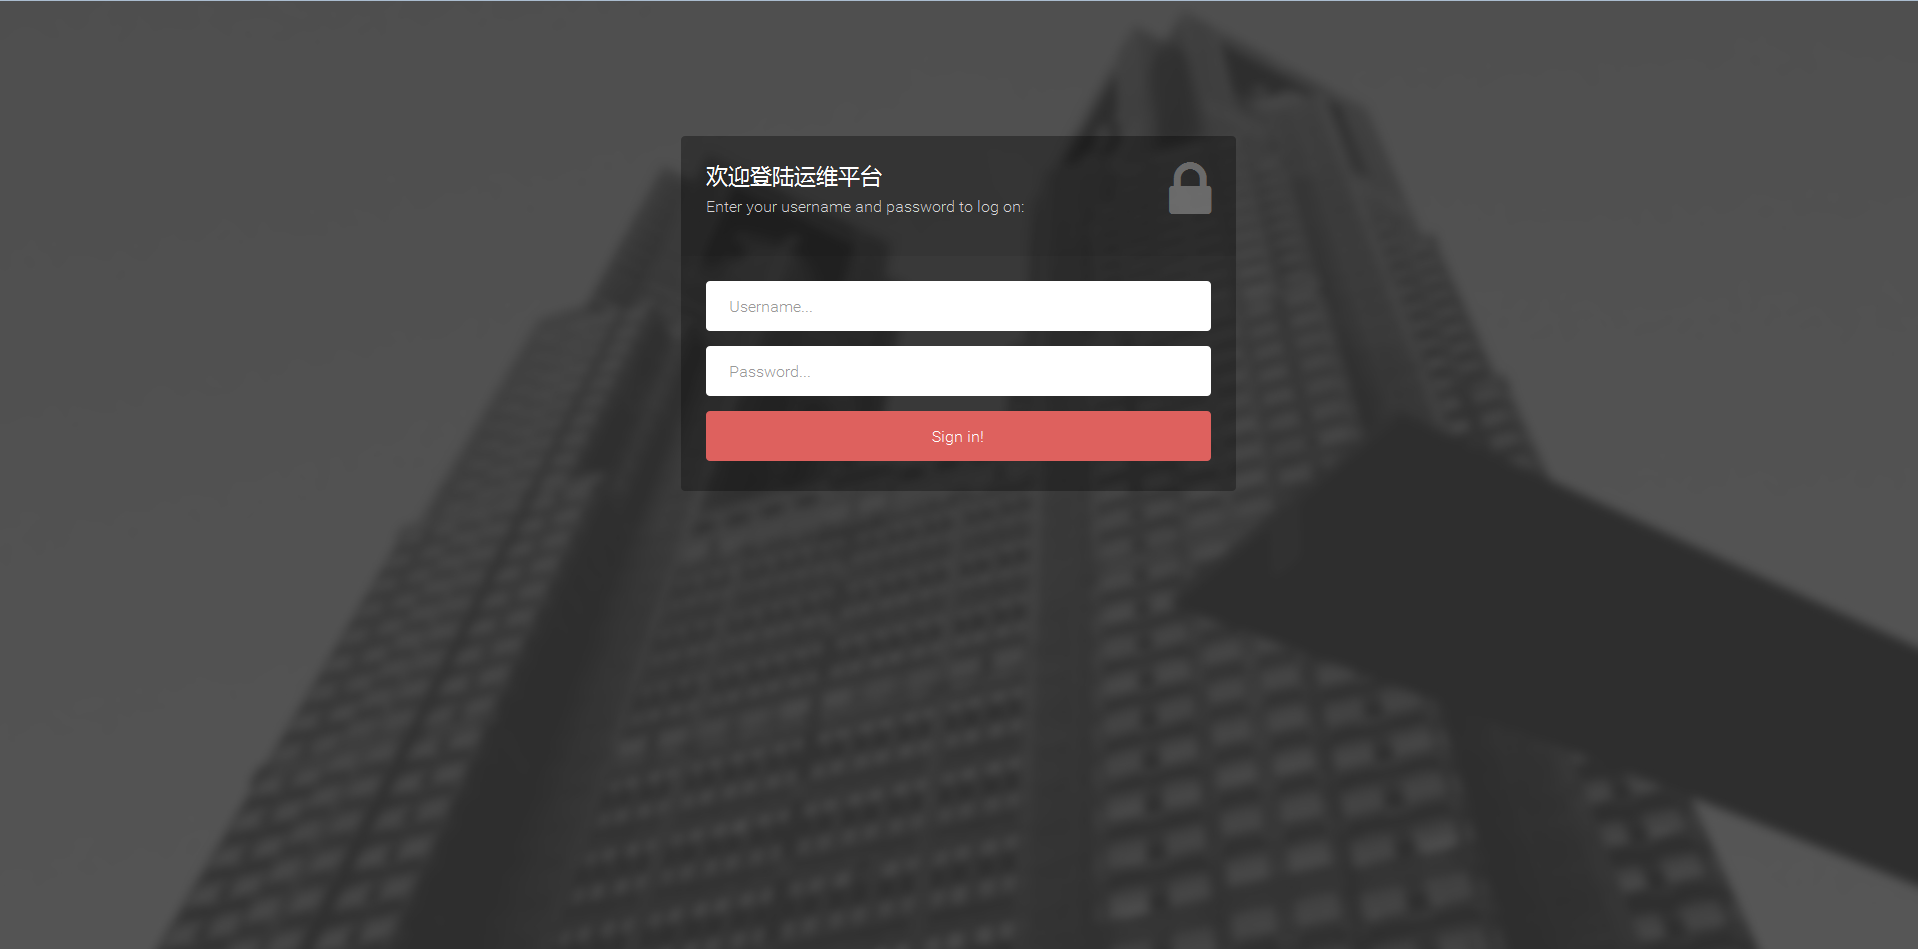 欢迎登陆运维平台
Enter your username and password to log on:
Username...
Password...
Sign in!